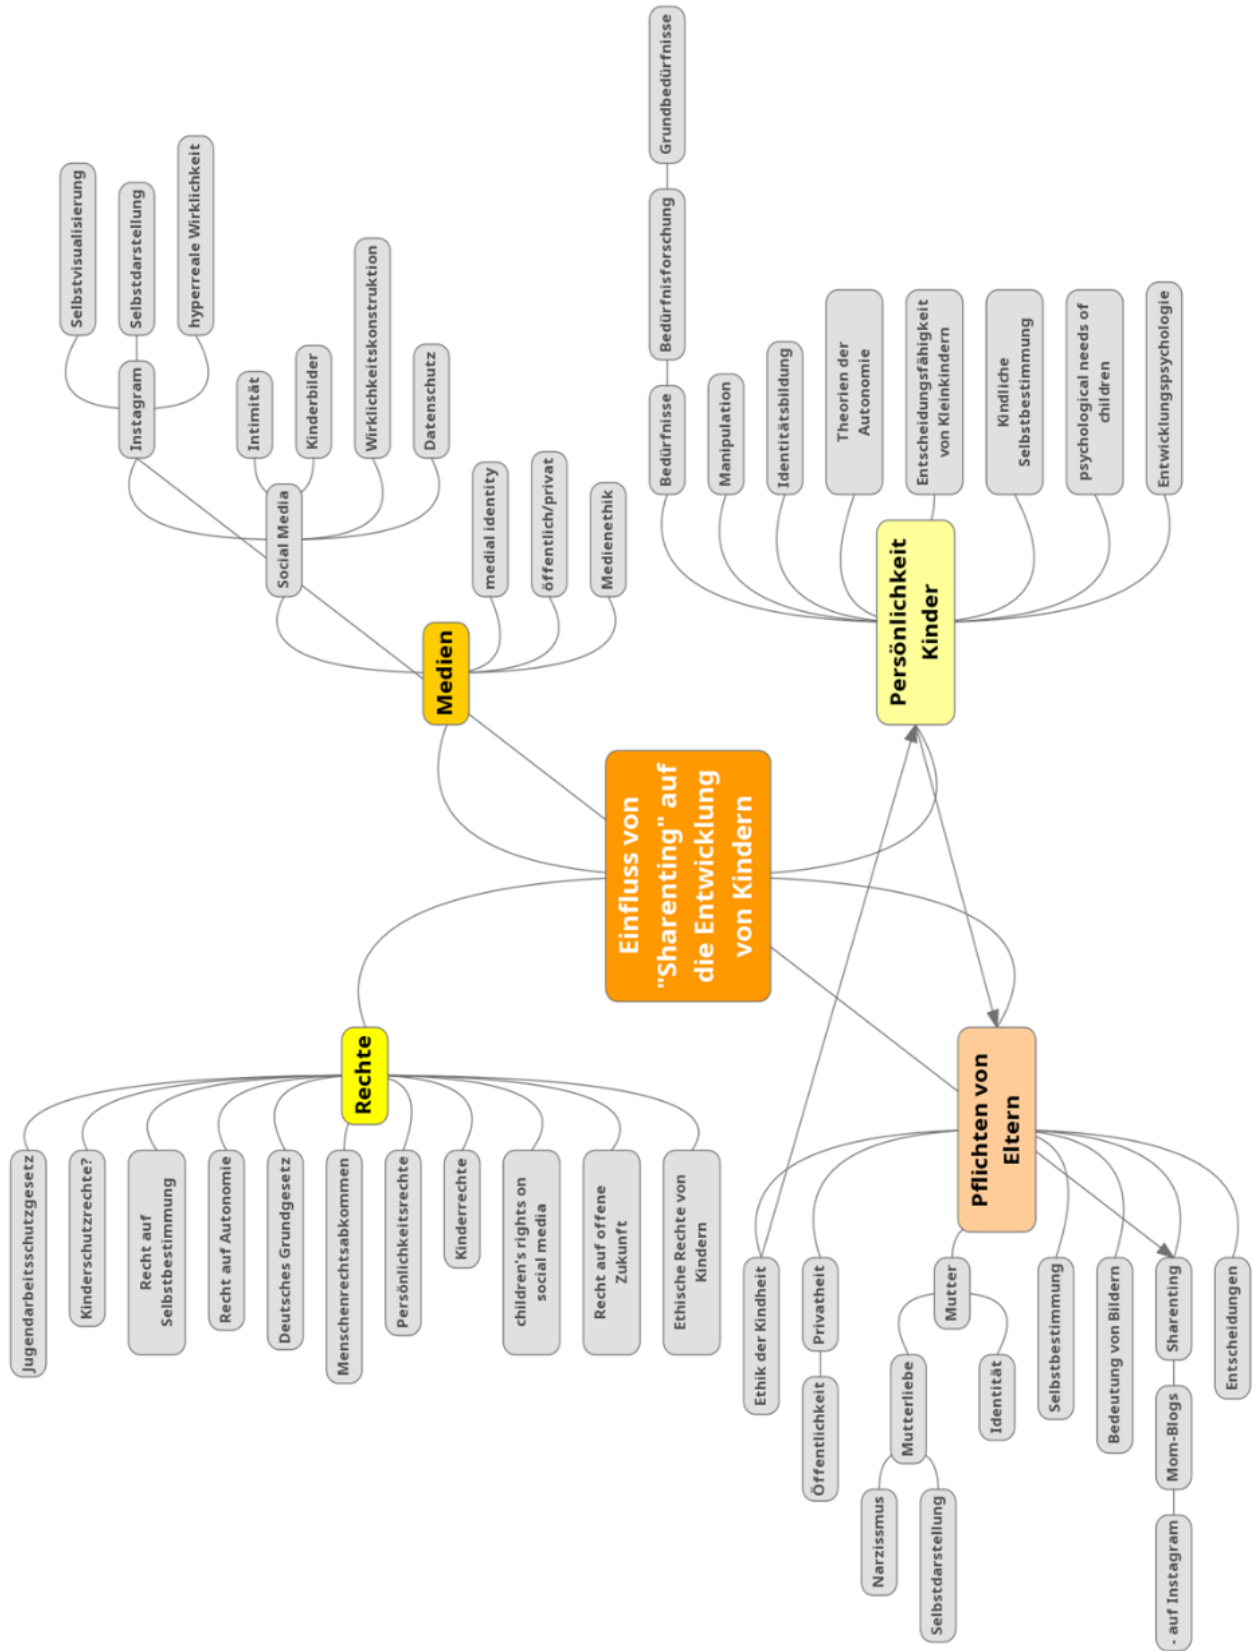 Einfluss von
"Sharenting" auf
die Entwicklung
von Kindern
Rechte
Jugendarbeitsschutzgesetz
Kinderschutzrechte?
Recht auf
Selbstbestimmung
Recht auf Autonomie
Deutsches Grundgesetz
Menschenrechtsabkommen
Persönlichkeitsrechte
Kinderrechte
children's rights on
social media
Recht auf offene
Zukunft
Ethische Rechte von
Kindern
Medien
Social Media
Instagram
Selbstvisualisierung
Selbstdarstellung
hyperreale Wirklichkeit
Intimität
Kinderbilder
Wirklichkeitskonstruktion
Datenschutz
medial identity
öffentlich/privat
Medienethik
Persönlichkeit
Kinder
Bedürfnisse
Bedürfnisforschung
Grundbedürfnisse
Manipulation
Identitätsbildung
Theorien der
Autonomie
Entscheidungsfähigkeit
von Kleinkindern
Kindliche
Selbstbestimmung
psychological needs of
children
Entwicklungspsychologie
Pflichten von
Eltern
Ethik der Kindheit
Privatheit
Öffentlichkeit
Mutter
Mutterliebe
Narzissmus
Selbstdarstellung
Identität
Selbstbestimmung
Bedeutung von Bildern
Sharenting
Mom-Blogs
- auf Instagram
Entscheidungen